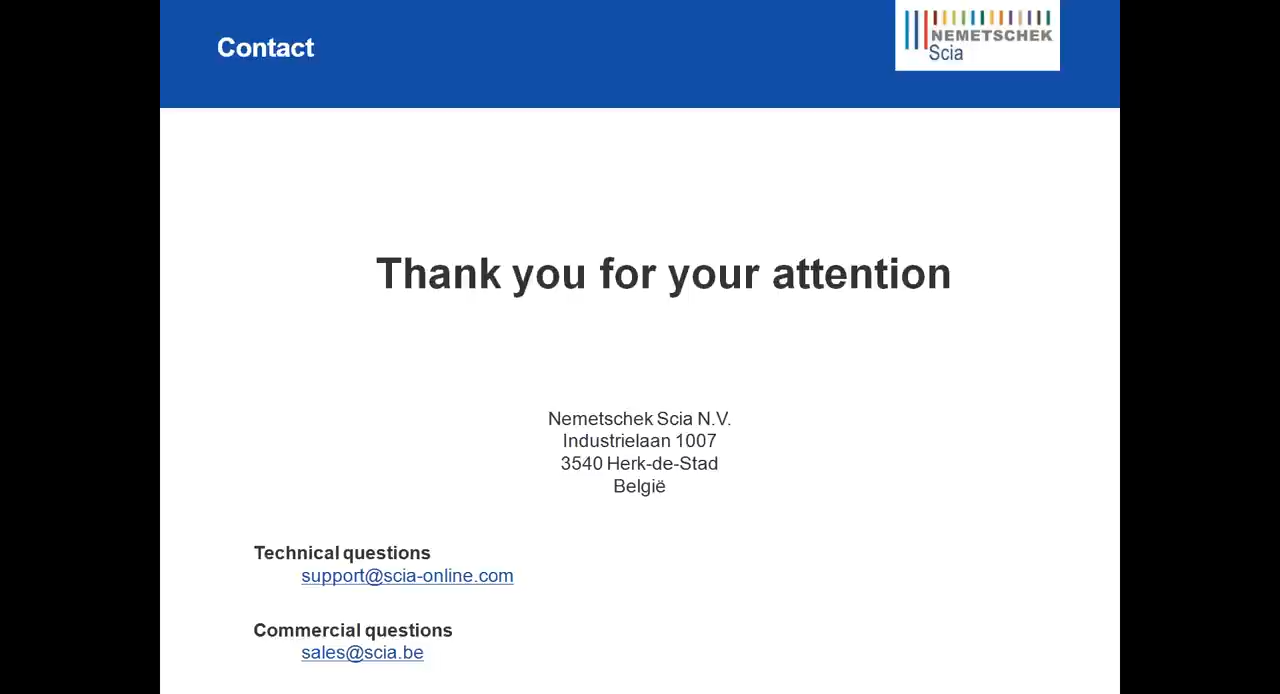 Contact
NEMETSCHEK
Scia
Thank you for your attention
Nemetschek Scia N.V.
Industrielaan 1007
3540 Herk-de-Stad
België
Technical questions
support@scia-online.com
Commercial questions
sales@scia.be